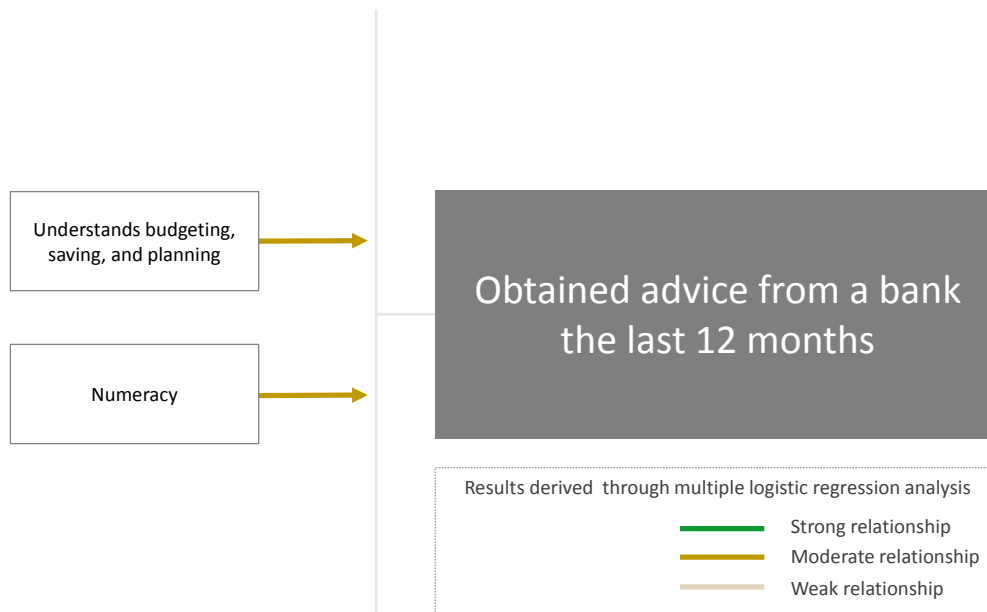 Understands budgeting,
saving, and planning
Numeracy
Obtained advice from a bank
the last 12 months
Results derived  through multiple logistic regression analysis
Strong relationship
Moderate relationship
Weak relationship